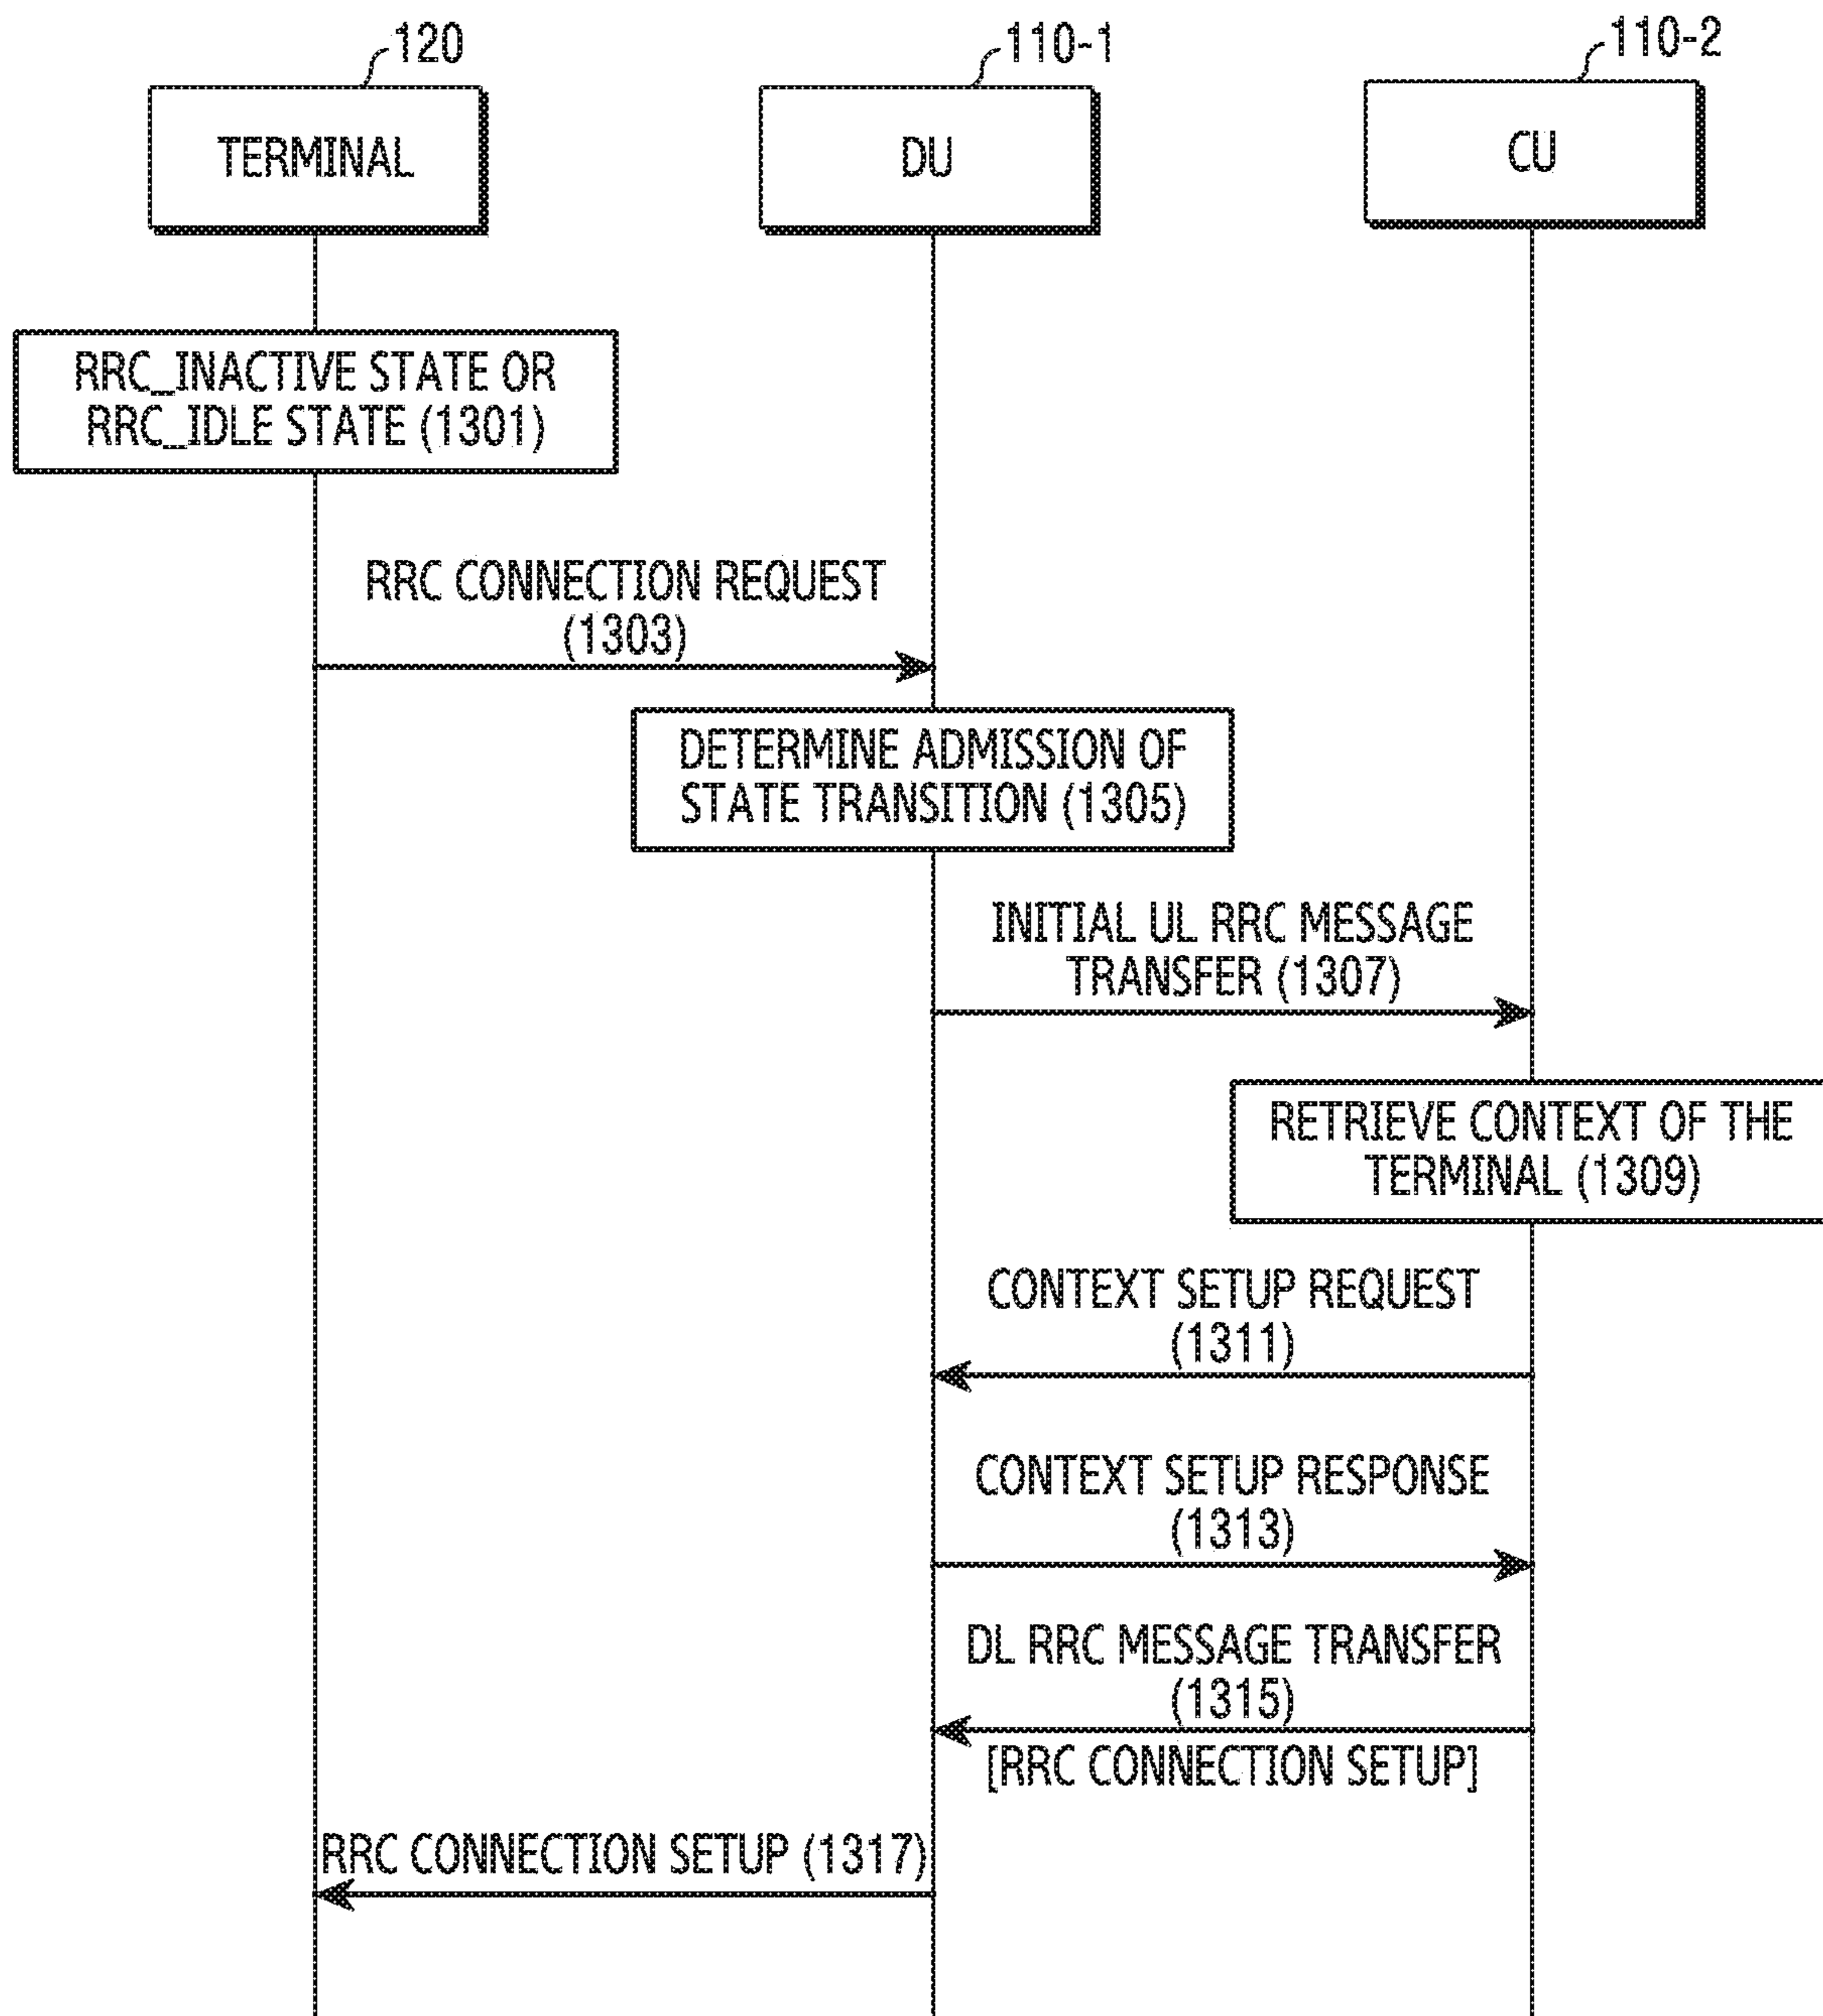 120
110-1
110-2
TERMINAL
DU
CU
RRC_INACTIVE STATE OR
RRC_IDLE STATE (1301)
RRC CONNECTION REQUEST
(1303)
DETERMINE ADMISSION OF
STATE TRANSITION (1305)
INITIAL UL RRC MESSAGE
TRANSFER (1307)
RETRIEVE CONTEXT OF THE
TERMINAL (1309)
CONTEXT SETUP REQUEST
(1311)
CONTEXT SETUP RESPONSE
(1313)
DL RRC MESSAGE TRANSFER
(1315)
[RRC CONNECTION SETUP]
RRC CONNECTION SETUP (1317)